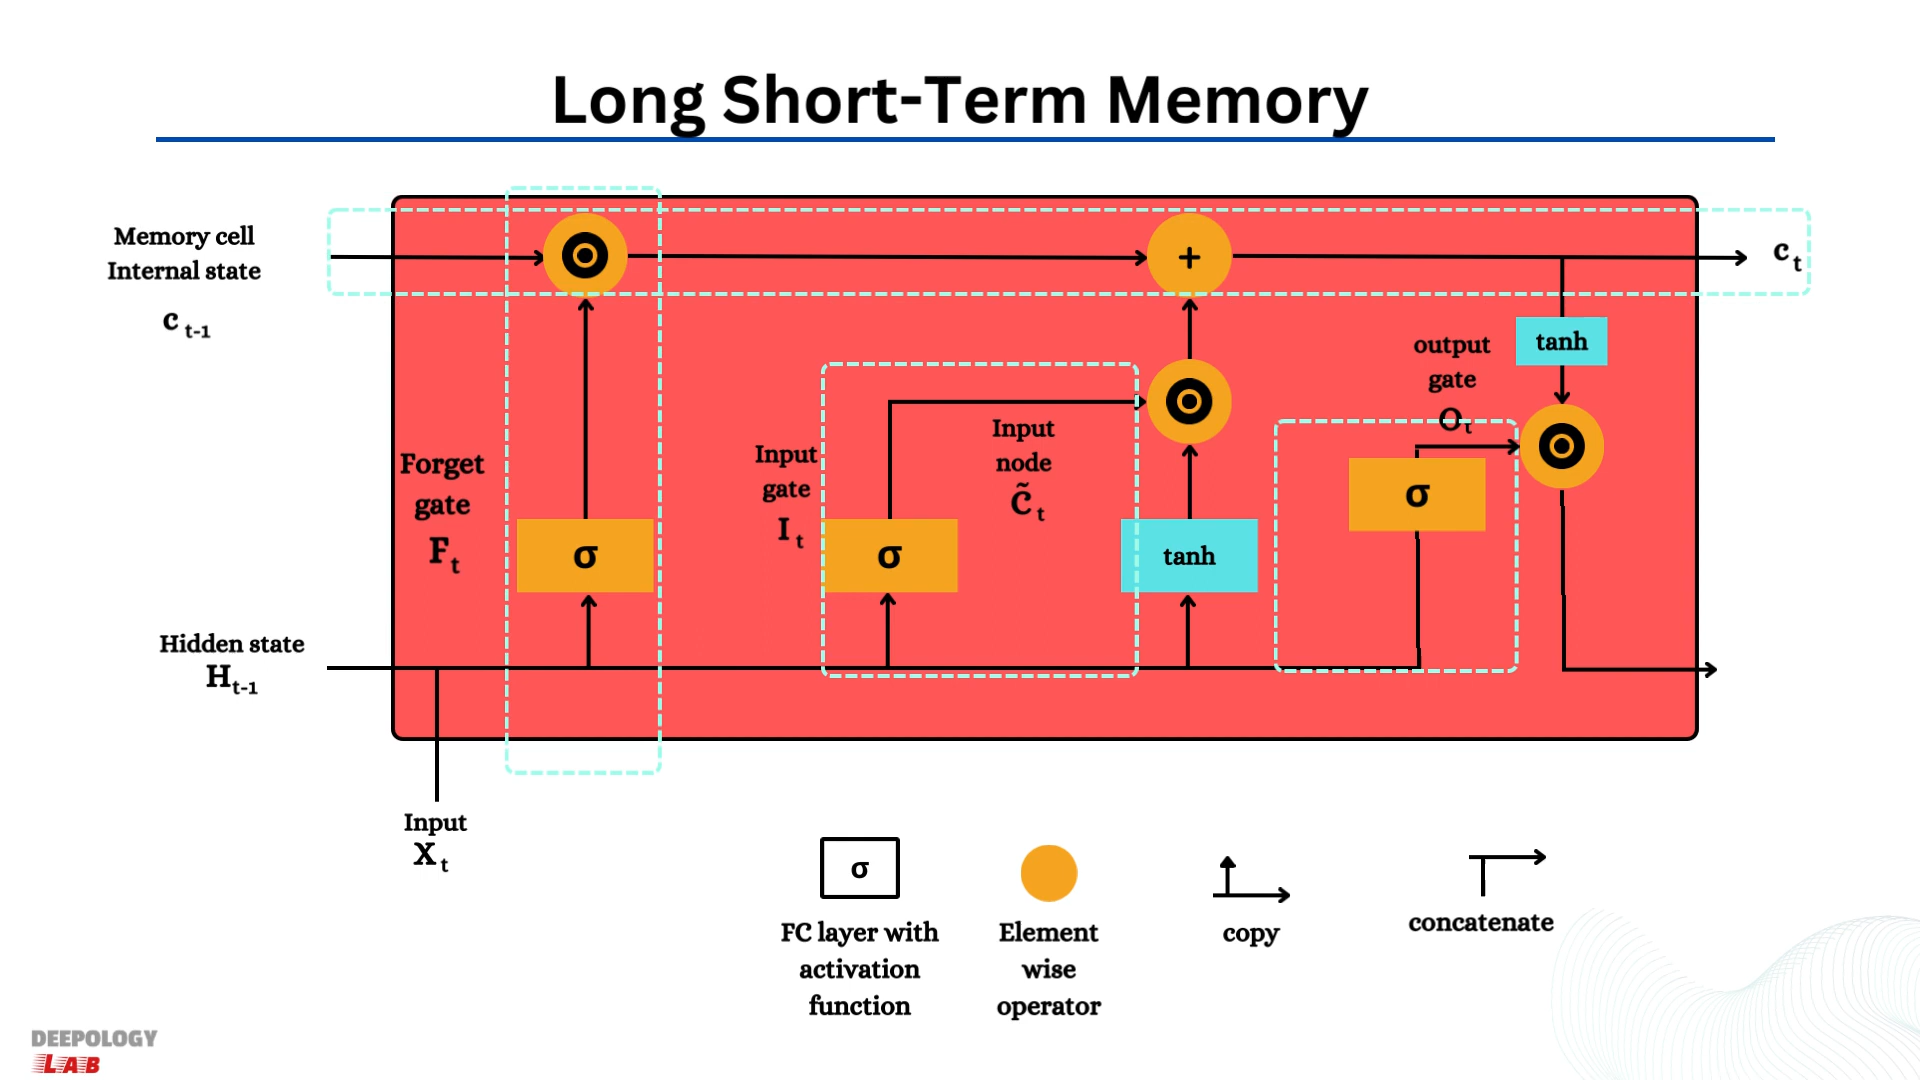 Long Short-Term Memory
Memory cell
Internal state
c t-1
+
c t
tanh
output
gate
O t
Forget
gate
F t
σ
Input
gate
I t
σ
Input
node
C̃ t
tanh
σ
Hidden state
H t-1
Input
X t
σ
FC layer with
activation
function
Element
wise
operator
copy
concatenate
DEEPOLOGY
LAB